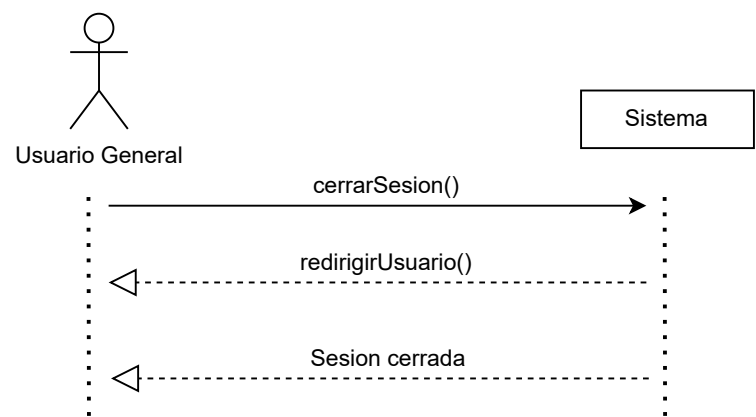 Sistema
Usuario General
cerrarSesion()
redirigirUsuario()
Sesion cerrada